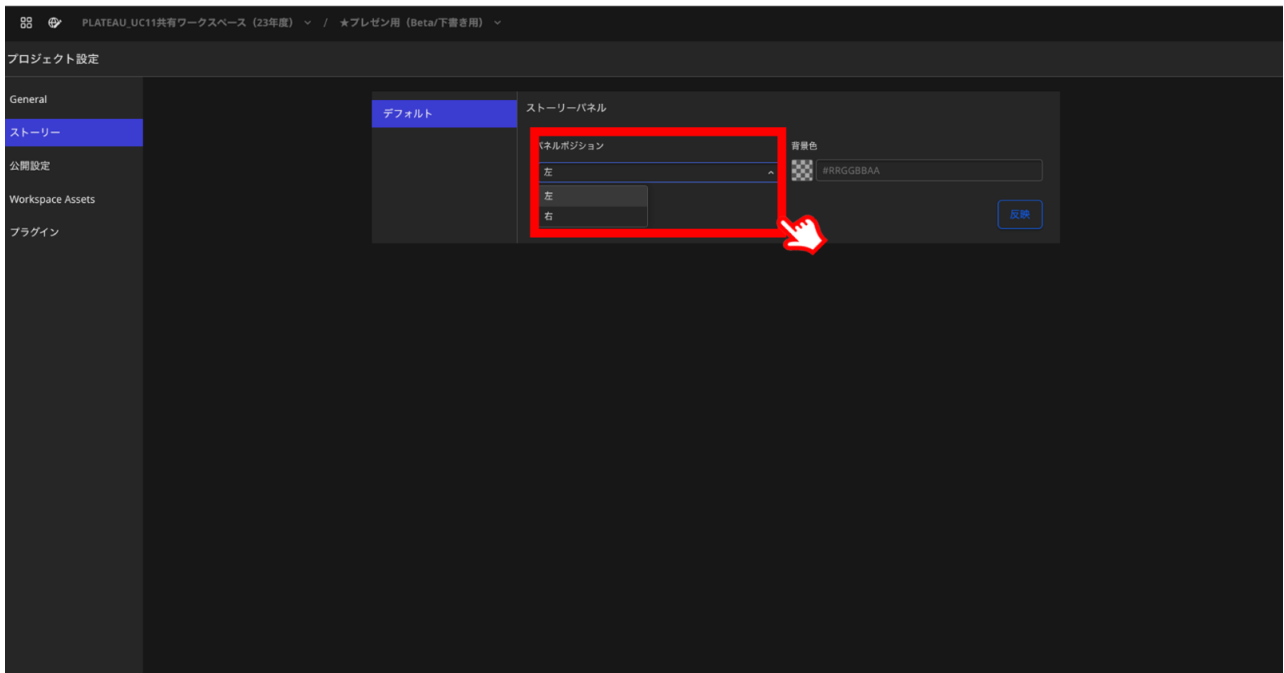 PLATEAU_UC11共有ワークスペース（23年度） / ★プレゼン用（Beta/下書き用）
プロジェクト設定
General
ストーリー
公開設定
Workspace Assets
プラグイン
デフォルト
ストーリーパネル
パネルポジション
左
左
右
背景色
#RRGGBBAA
反映